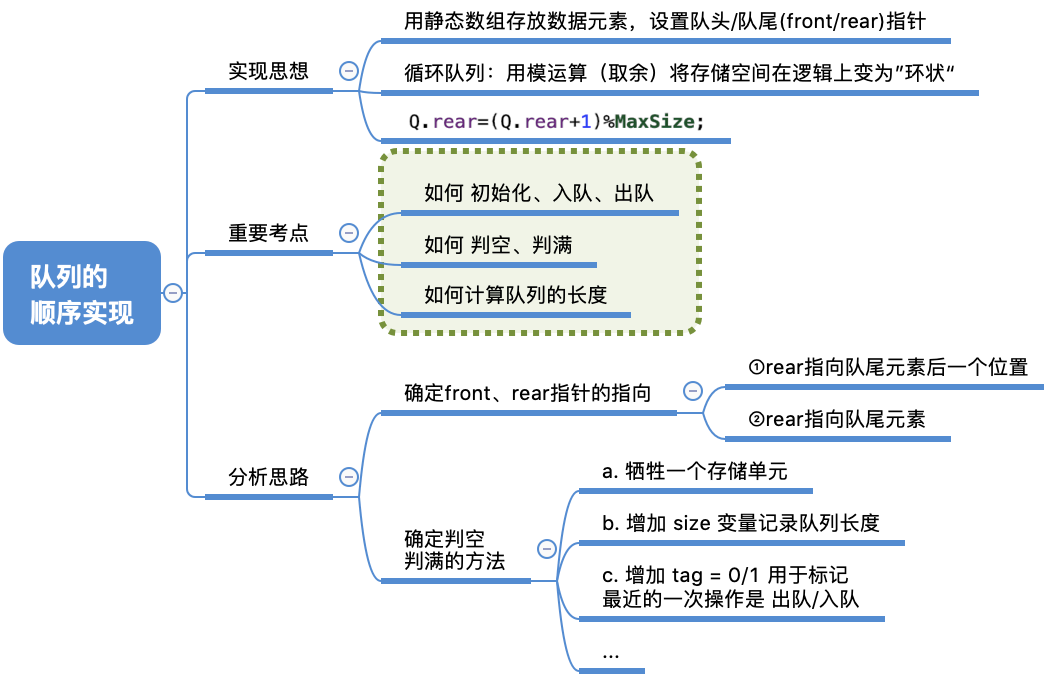 队列的
顺序实现
实现思想
用静态数组存放数据元素，设置队头/队尾(front/rear)指针
循环队列：用模运算（取余）将存储空间在逻辑上变为”环状“
Q.rear=(Q.rear+1)%MaxSize;
重要考点
如何 初始化、入队、出队
如何 判空、判满
如何计算队列的长度
分析思路
确定front、rear指针的指向
①rear指向队尾元素后一个位置
②rear指向队尾元素
确定判空
判满的方法
a. 牺牲一个存储单元
b. 增加 size 变量记录队列长度
c. 增加 tag = 0/1 用于标记
最近的一次操作是 出队/入队
...